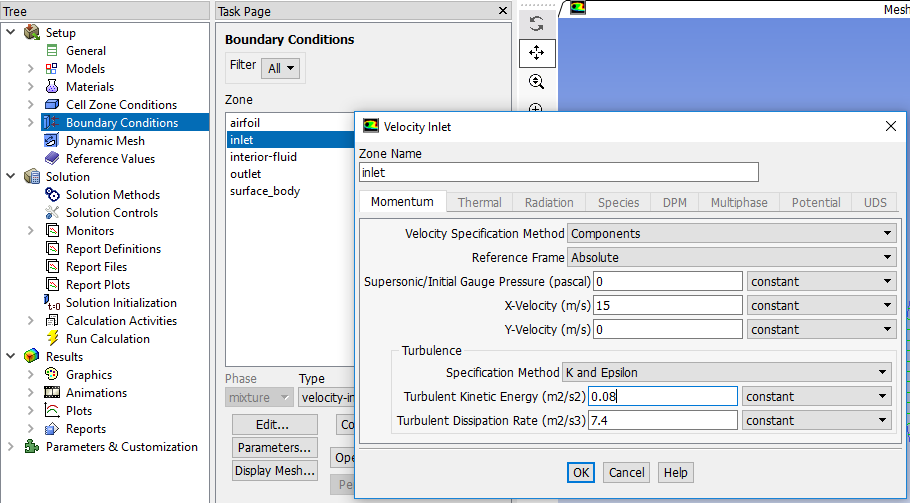 Tree
Setup
General
Models
Materials
Cell Zone Conditions
Boundary Conditions
Dynamic Mesh
Reference Values
Solution
Solution Methods
Solution Controls
Monitors
Report Definitions
Report Files
Report Plots
t=0 Solution Initialization
Calculation Activities
Run Calculation
Results
Graphics
Animations
Plots
Reports
Parameters & Customization
Task Page
Boundary Conditions
Filter All
Zone
airfoil
inlet
interior-fluid
outlet
surface_body
Phase Type
mixture velocity-in
Edit... Co
Parameters... Ope
Display Mesh... Pe
Mesh
Velocity Inlet
Zone Name
inlet
Momentum Thermal Radiation Species DPM Multiphase Potential UDS
Velocity Specification Method Components
Reference Frame Absolute
Supersonic/Initial Gauge Pressure (pascal) 0 constant
X-Velocity (m/s) 15 constant
Y-Velocity (m/s) 0 constant
Turbulence
Specification Method K and Epsilon
Turbulent Kinetic Energy (m2/s2) 0.08 constant
Turbulent Dissipation Rate (m2/s3) 7.4 constant
OK Cancel Help